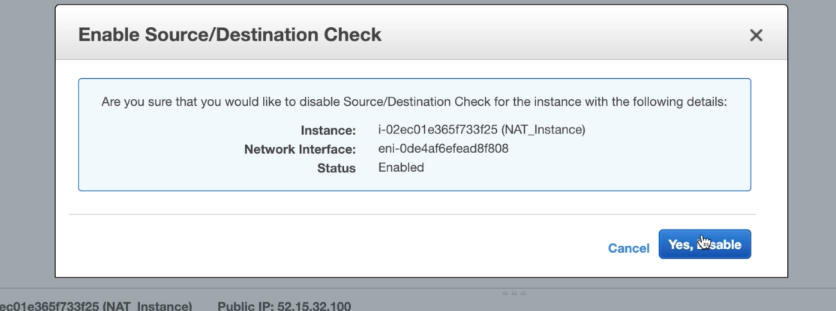 Enable Source/Destination Check
Are you sure that you would like to disable Source/Destination Check for the instance with the following details:
Instance: i-02ec01e365f733f25 (NAT_Instance)
Network Interface: eni-0de4af6efead8f808
Status Enabled
Cancel Yes,
ec01e365f733f25 (NAT_Instance) Public IP: 52.15.32.100